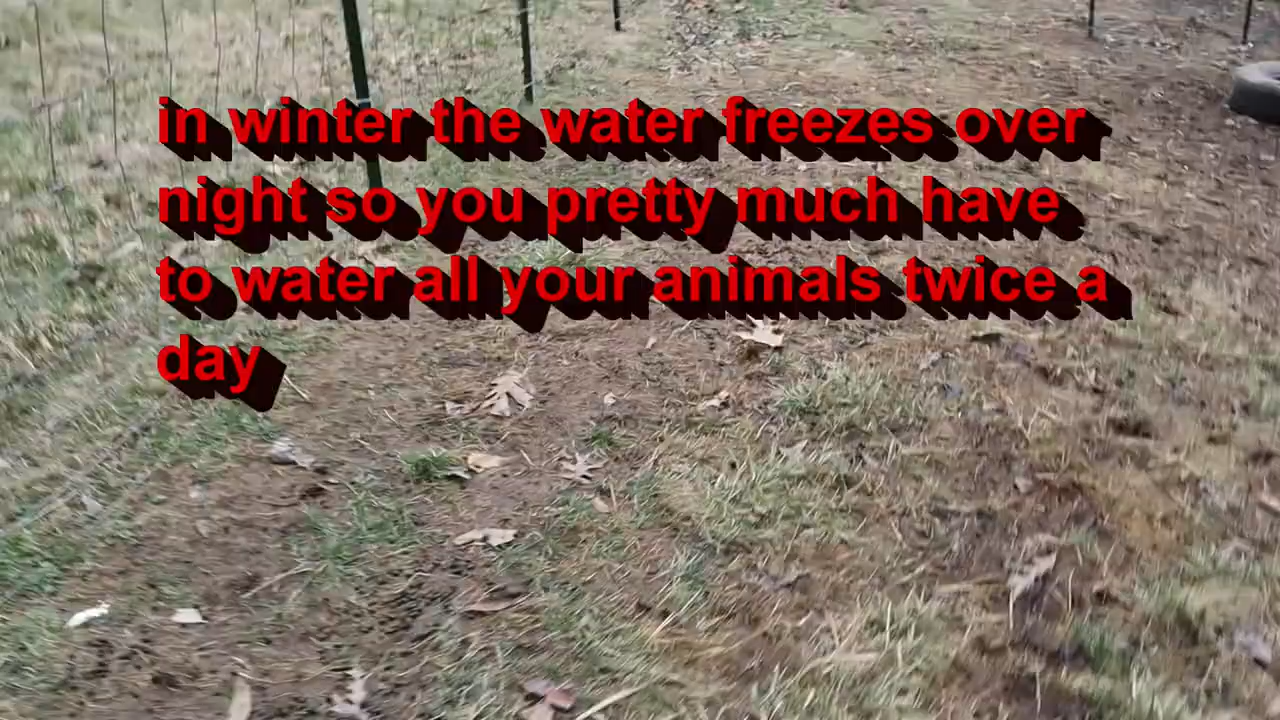 in winter the water freezes over
night so you pretty much have
to water all your animals twice a
day